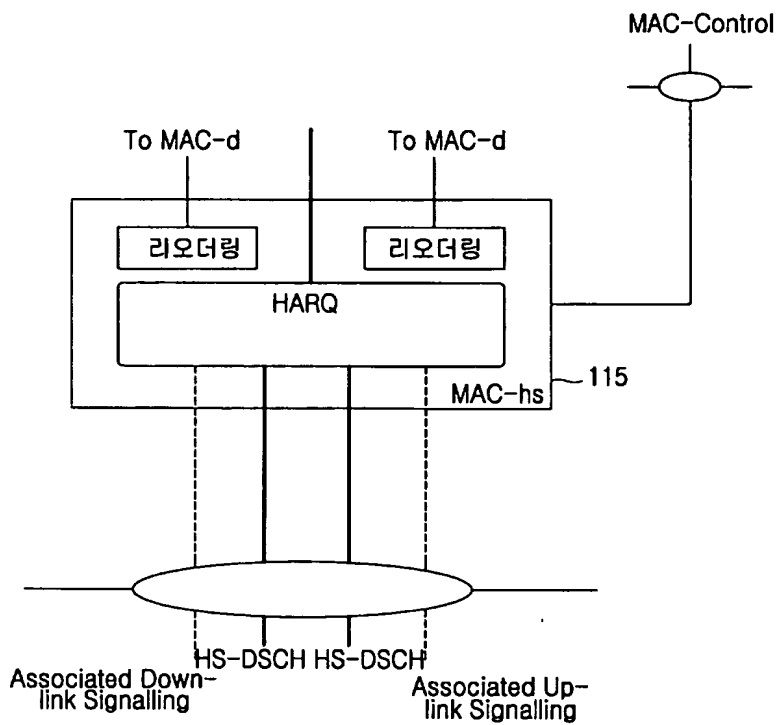 MAC-Control
To MAC-d
To MAC-d
리오더링
리오더링
HARQ
115
MAC-hs
HS-DSCH
HS-DSCH
Associated Down-
link Signalling
Associated Up-
link Signalling